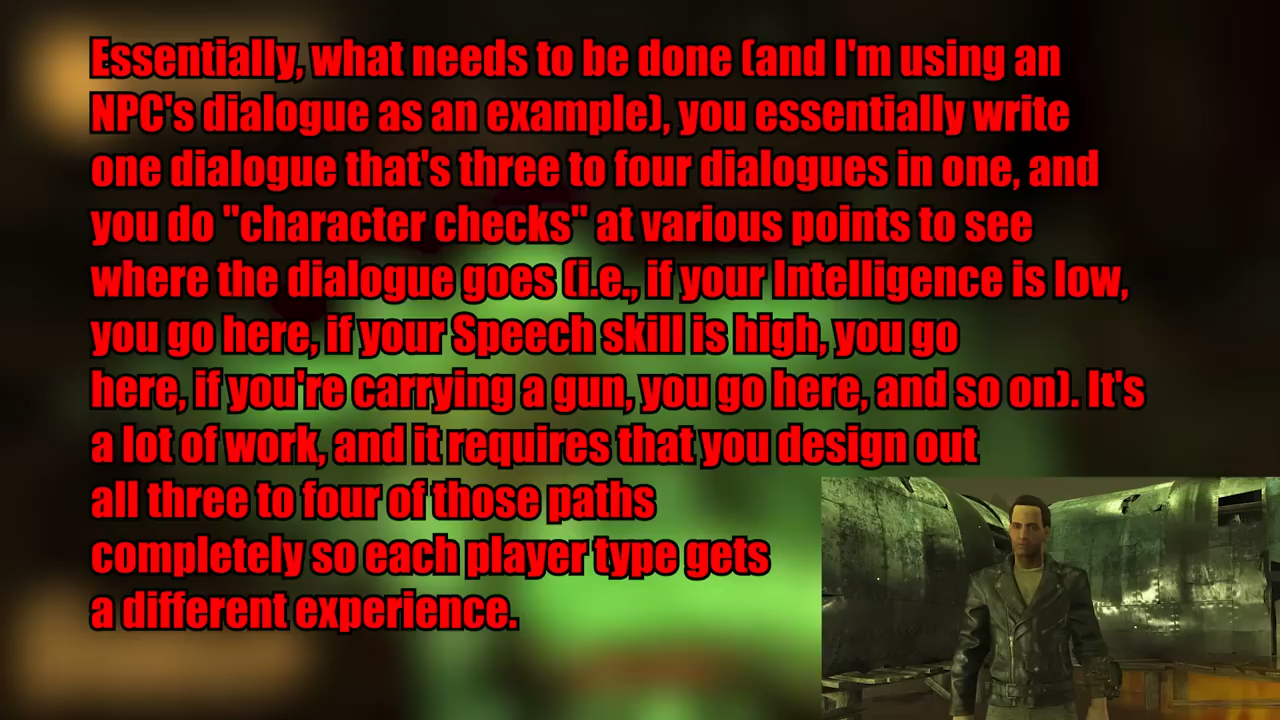 Essentially, what needs to be done (and I'm using an
NPC's dialogue as an example), you essentially write
one dialogue that's three to four dialogues in one, and
you do "character checks" at various points to see
where the dialogue goes (i.e., if your Intelligence is low,
you go here, if your Speech skill is high, you go
here, if you're carrying a gun, you go here, and so on). It's
a lot of work, and it requires that you design out
all three to four of those paths
completely so each player type gets
a different experience.